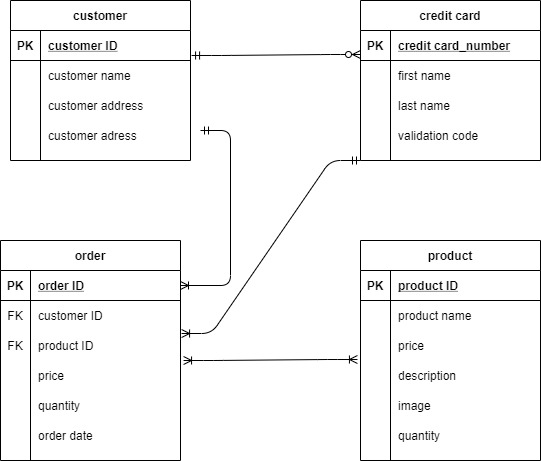 customer
PK customer ID
customer name
customer address
customer adress
credit card
PK credit card_number
first name
last name
validation code
order
PK order ID
FK customer ID
FK product ID
price
quantity
order date
product
PK product ID
product name
price
description
image
quantity